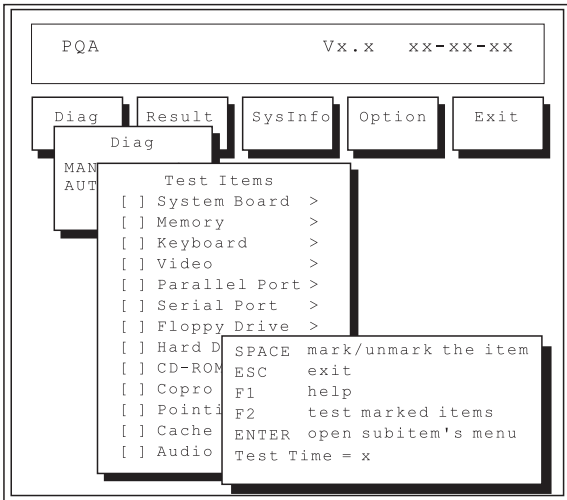 PQA Vx.x xx-xx-xx
Diag Result SysInfo Option Exit
Diag
MAN
AUT
Test Items
[ ] System Board >
[ ] Memory >
[ ] Keyboard >
[ ] Video >
[ ] Parallel Port >
[ ] Serial Port >
[ ] Floppy Drive >
[ ] Hard D
[ ] CD-ROM
[ ] Copro
[ ] Pointi
[ ] Cache
[ ] Audio
SPACE mark/unmark the item
ESC exit
F1 help
F2 test marked items
ENTER open subitem's menu
Test Time = x